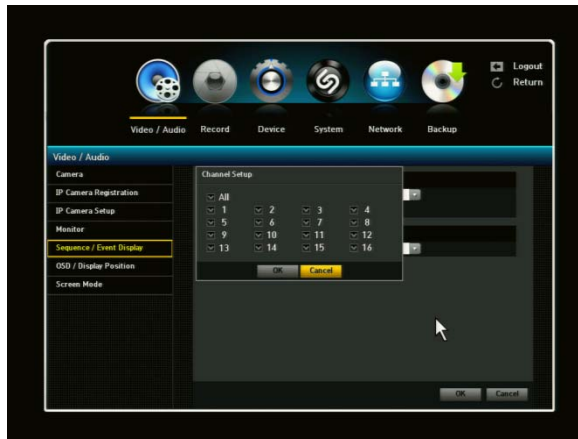 Logout
Return
Video / Audio Record Device System Network Backup
Video / Audio
Camera
IP Camera Registration
IP Camera Setup
Monitor
Sequence / Event Display
OSD / Display Position
Screen Mode
Channel Setup
All
1 2 3 4
5 6 7 8
9 10 11 12
13 14 15 16
OK Cancel
OK Cancel